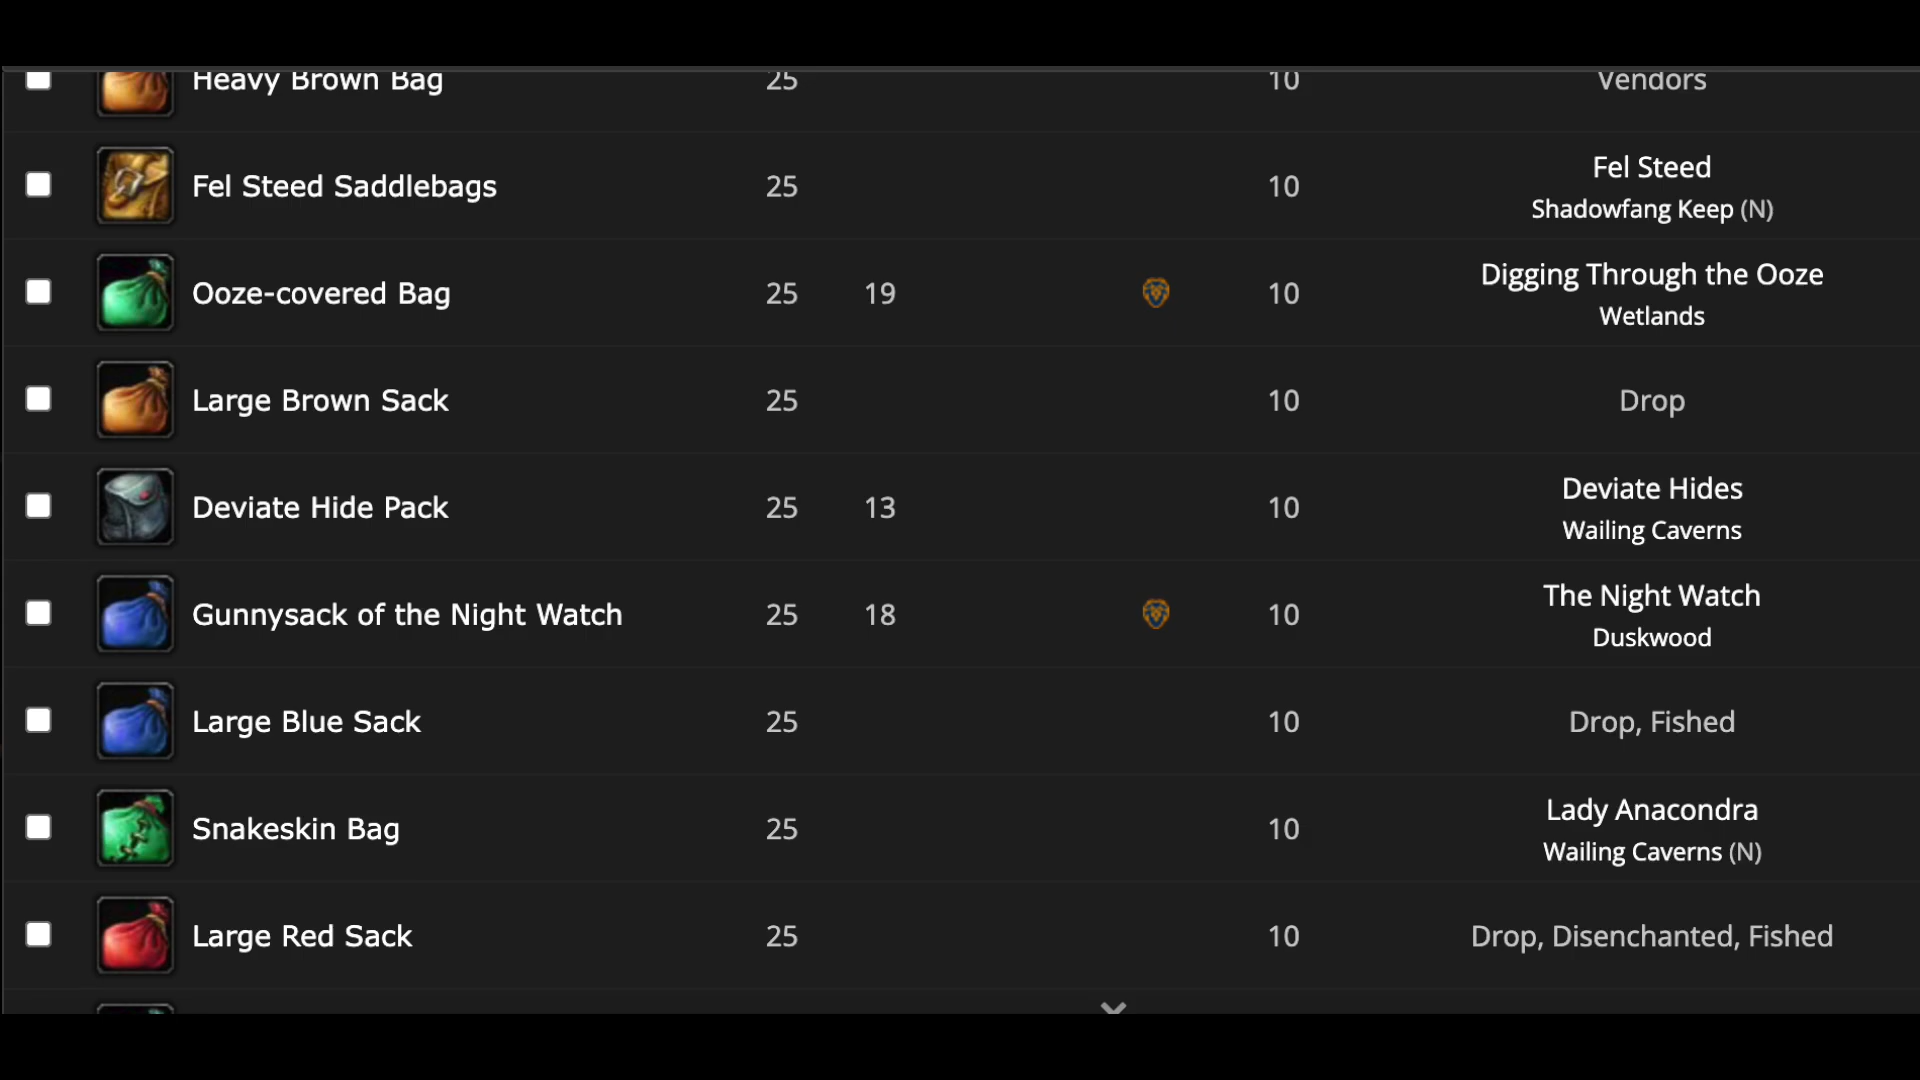 Heavy Brown Bag 25 10 Vendors
Fel Steed Saddlebags 25 10 Fel Steed
Shadowfang Keep (N)
Ooze-covered Bag 25 19 10 Digging Through the Ooze
Wetlands
Large Brown Sack 25 10 Drop
Deviate Hide Pack 25 13 10 Deviate Hides
Wailing Caverns
Gunnysack of the Night Watch 25 18 10 The Night Watch
Duskwood
Large Blue Sack 25 10 Drop, Fished
Snakeskin Bag 25 10 Lady Anacondra
Wailing Caverns (N)
Large Red Sack 25 10 Drop, Disenchanted, Fished